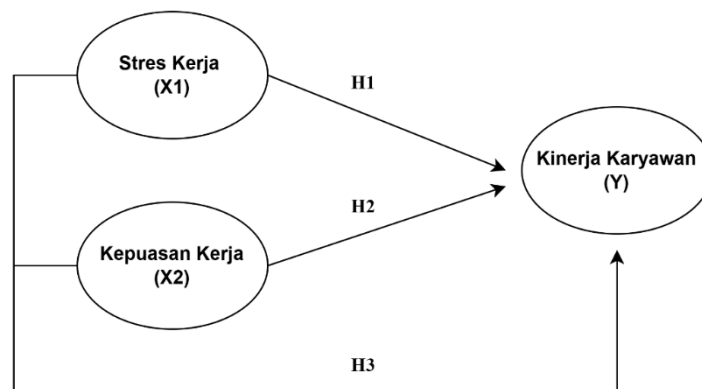 Stres Kerja
(X1)
H1
Kinerja Karyawan
(Y)
H2
Kepuasan Kerja
(X2)
H3